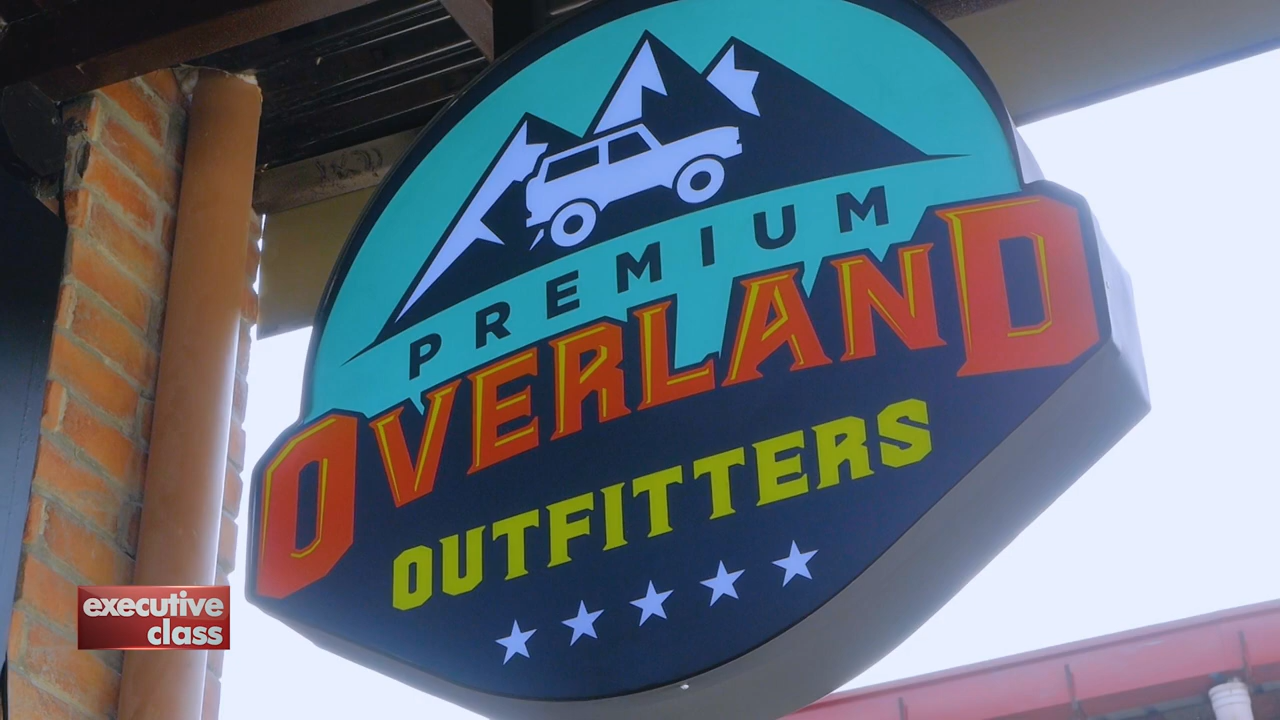 PREMIUM
OVERLAND
OUTFITTERS
executive
class